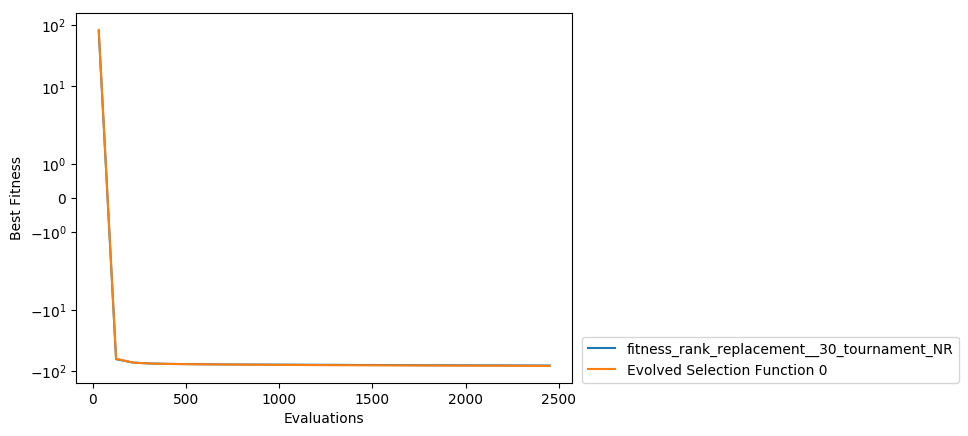 10²
10¹
10⁰
0
−10⁰
−10¹
−10²
Best Fitness
0 500 1000 1500 2000 2500
Evaluations
fitness_rank_replacement__30_tournament_NR
Evolved Selection Function 0